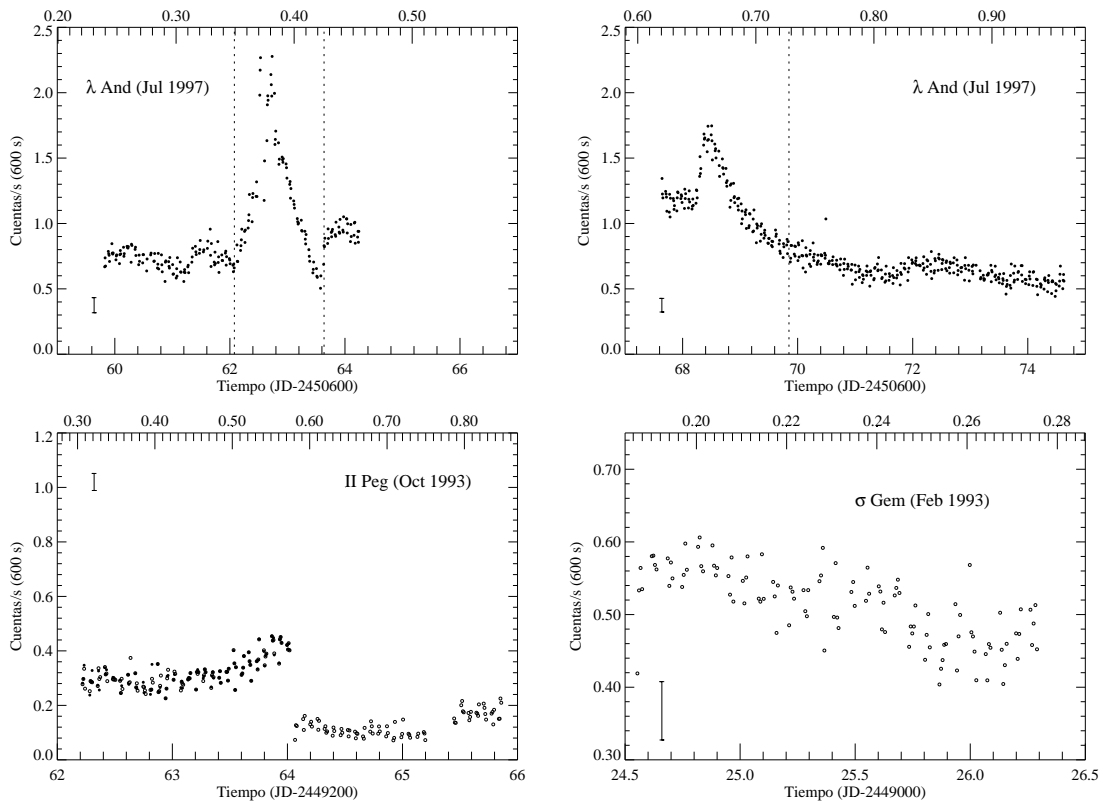 0.20 0.30 0.40 0.50
2.5
2.0
1.5
1.0
0.5
0.0
Cuentas/s (600 s)
λ And (Jul 1997)
60 62 64 66
Tiempo (JD-2450600)
0.60 0.70 0.80 0.90
2.5
2.0
1.5
1.0
0.5
0.0
Cuentas/s (600 s)
λ And (Jul 1997)
68 70 72 74
Tiempo (JD-2450600)
0.30 0.40 0.50 0.60 0.70 0.80
1.2
1.0
0.8
0.6
0.4
0.2
0.0
Cuentas/s (600 s)
II Peg (Oct 1993)
62 63 64 65 66
Tiempo (JD-2449200)
0.20 0.22 0.24 0.26 0.28
0.70
0.60
0.50
0.40
0.30
Cuentas/s (600 s)
σ Gem (Feb 1993)
24.5 25.0 25.5 26.0 26.5
Tiempo (JD-2449000)